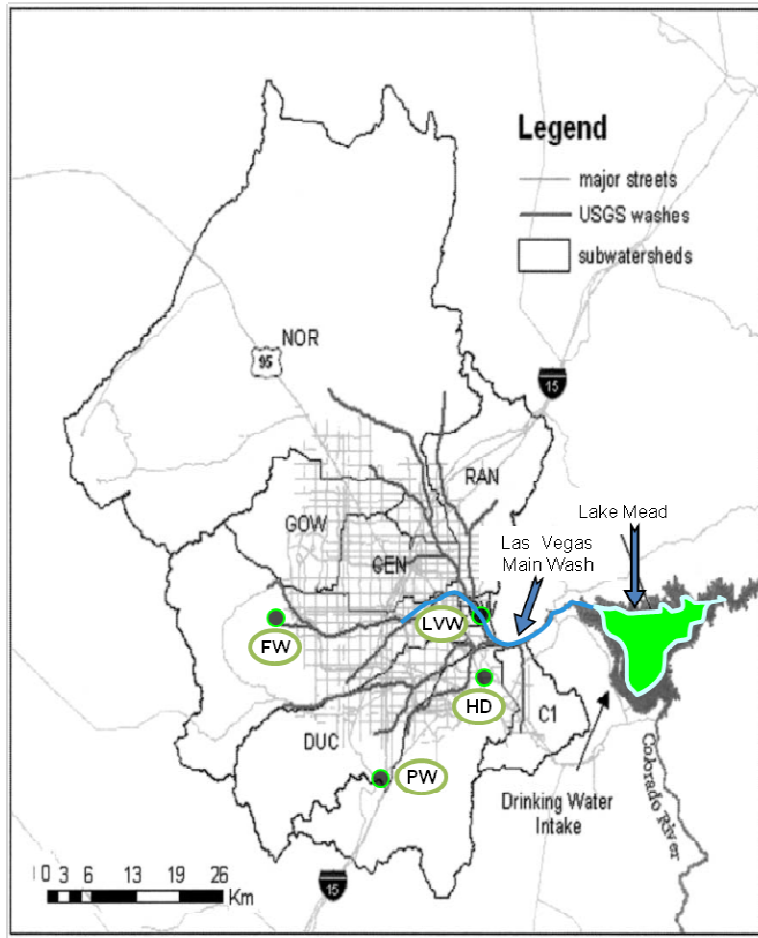 Legend
major streets
USGS washes
subwatersheds
NOR
95
15
RAN
GOW
CEN
Lake Mead
Las Vegas
Main Wash
LVW
FW
HD
C1
DUC
PW
Drinking Water
Intake
Colorado River
15
0 3 6 13 19 26
Km